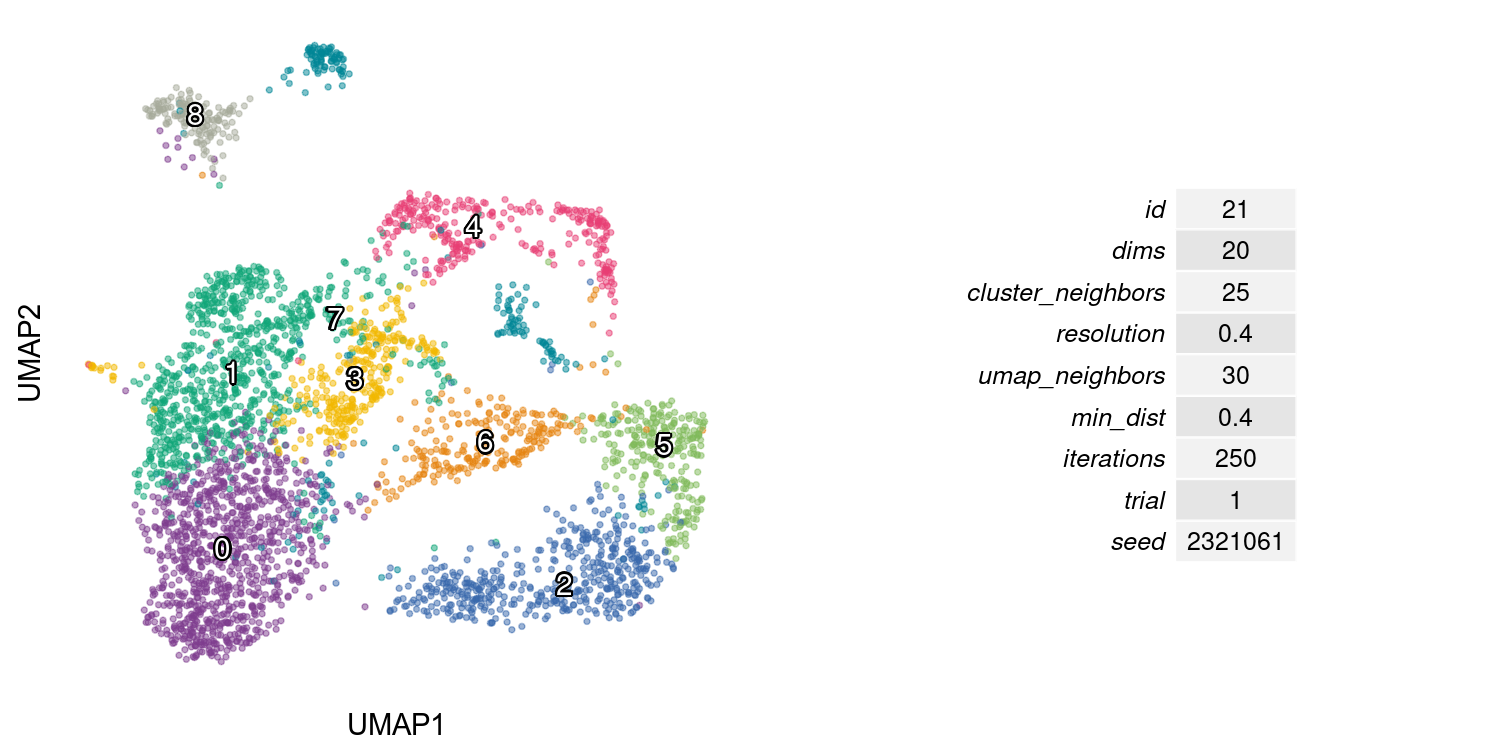 8
4
7
1
3
6
5
0
2
UMAP2
UMAP1
id 21
dims 20
cluster_neighbors 25
resolution 0.4
umap_neighbors 30
min_dist 0.4
iterations 250
trial 1
seed 2321061